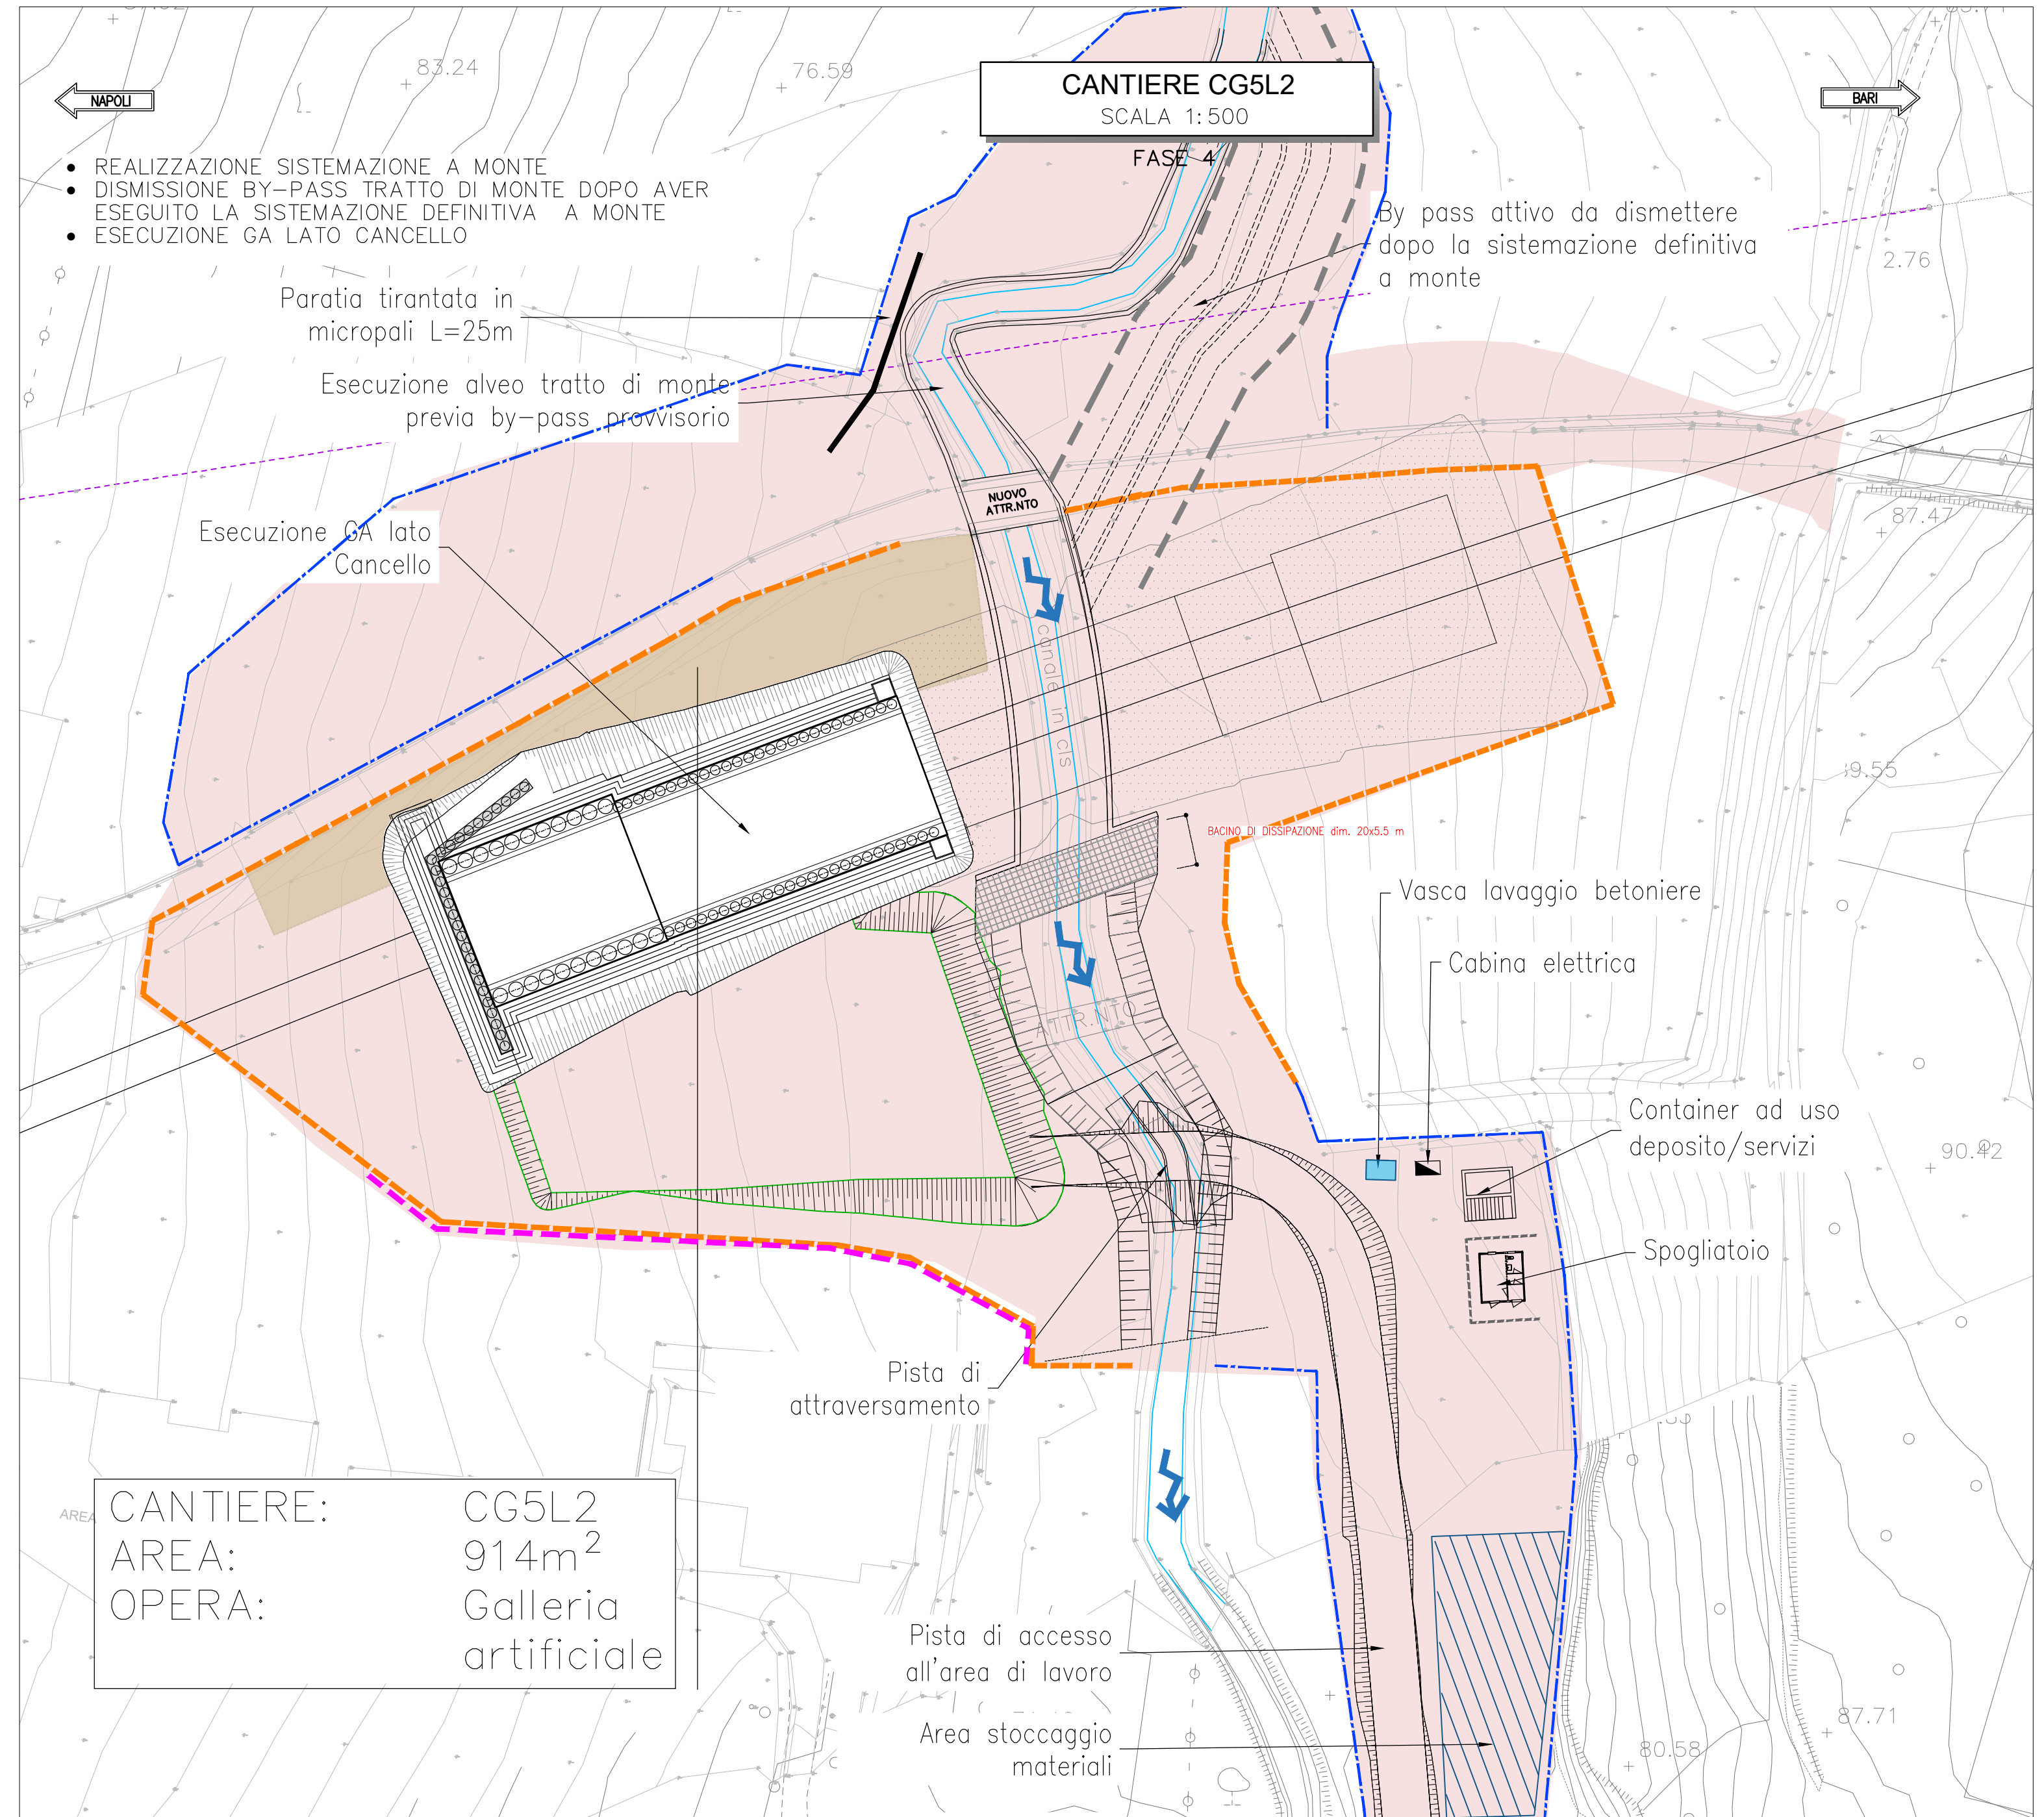 83.24
76.59
NAPOLI
CANTIERE CG5L2
SCALA 1:500
FASE 4
BARI
• REALIZZAZIONE SISTEMAZIONE A MONTE
• DISMISSIONE BY-PASS TRATTO DI MONTE DOPO AVER
ESEGUITO LA SISTEMAZIONE DEFINITIVA A MONTE
• ESECUZIONE GA LATO CANCELLO
By pass attivo da dismettere
dopo la sistemazione definitiva
a monte
2.76
Paratia tirantata in
micropali L=25m
Esecuzione alveo tratto di monte
previa by-pass provvisorio
NUOVO
ATTR.NTO
87.47
Esecuzione GA lato
Cancello
canale in cls
9.55
BACINO DI DISSIPAZIONE dim. 20x5.5 m
Vasca lavaggio betoniere
Cabina elettrica
ATTR.NTO
Container ad uso
deposito/servizi
90.42
Spogliatoio
Pista di
attraversamento
CANTIERE: CG5L2
AREA: 914m²
OPERA: Galleria
artificiale
AREA
Pista di accesso
all'area di lavoro
Area stoccaggio
materiali
87.71
80.58